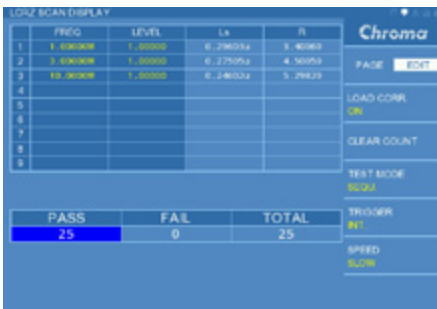 LCRZ SCAN DISPLAY
Chroma
FREQ. LEVEL Ls R
PAGE EDIT
1 1.00000M 1.00000
2 3.00000M 1.00000
3 10.0000M 1.00000
4
5
6
7
8
9
LOAD CORR.
ON
CLEAR COUNT
TEST MODE
SEQU.
PASS FAIL TOTAL
25 0 25
TRIGGER
INT.
SPEED
SLOW